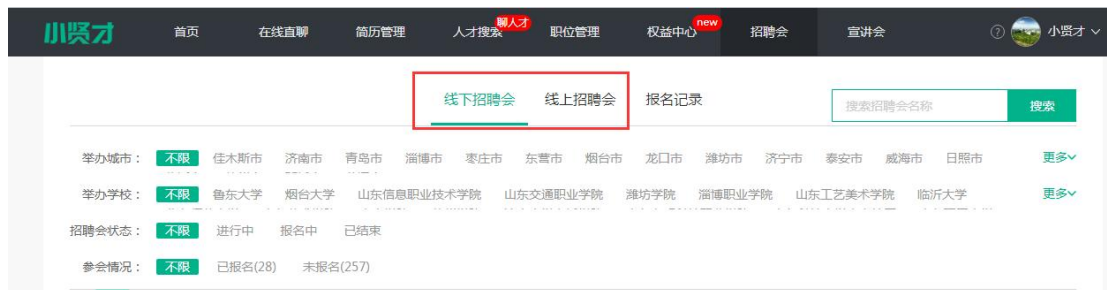 小贤才 首页 在线直聊 简历管理 人才搜索 聊人才 职位管理 权益中心 new 招聘会 宣讲会 ? 小贤才
线下招聘会 线上招聘会 报名记录 搜索招聘会名称 搜索
举办城市： 不限 佳木斯市 济南市 青岛市 淄博市 枣庄市 东营市 烟台市 龙口市 潍坊市 济宁市 泰安市 威海市 日照市 更多
举办学校： 不限 鲁东大学 烟台大学 山东信息职业技术学院 山东交通职业学院 潍坊学院 淄博职业学院 山东工艺美术学院 临沂大学 更多
招聘会状态： 不限 进行中 报名中 已结束
参会情况： 不限 已报名(28) 未报名(257)